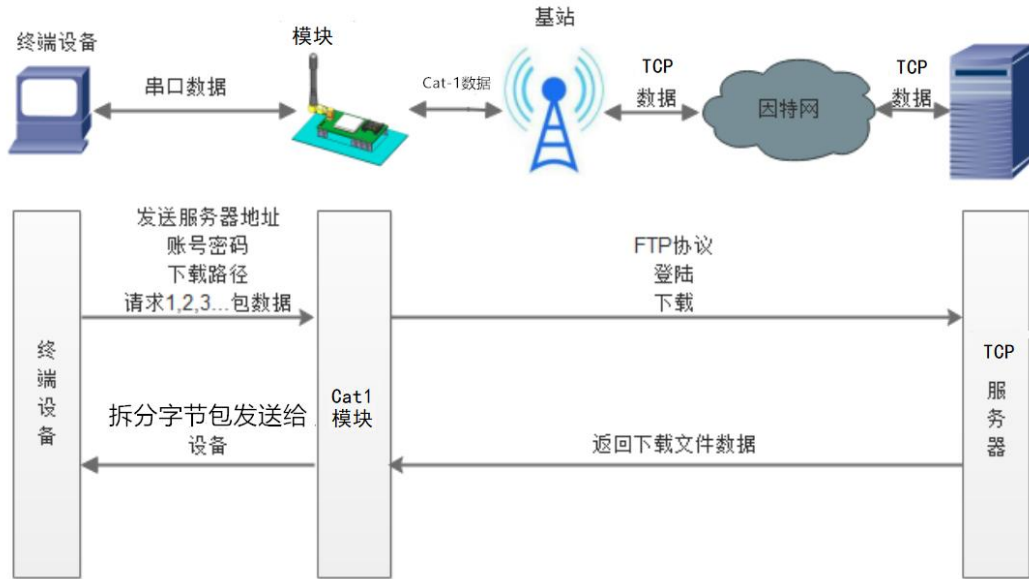 终端设备
模块
基站
串口数据
Cat-1数据
TCP
数据
因特网
TCP
数据
发送服务器地址
账号密码
下载路径
请求1,2,3...包数据
FTP协议
登陆
下载
终
端
设
备
Cat1
模块
TCP
服
务
器
拆分字节包发送给
设备
返回下载文件数据